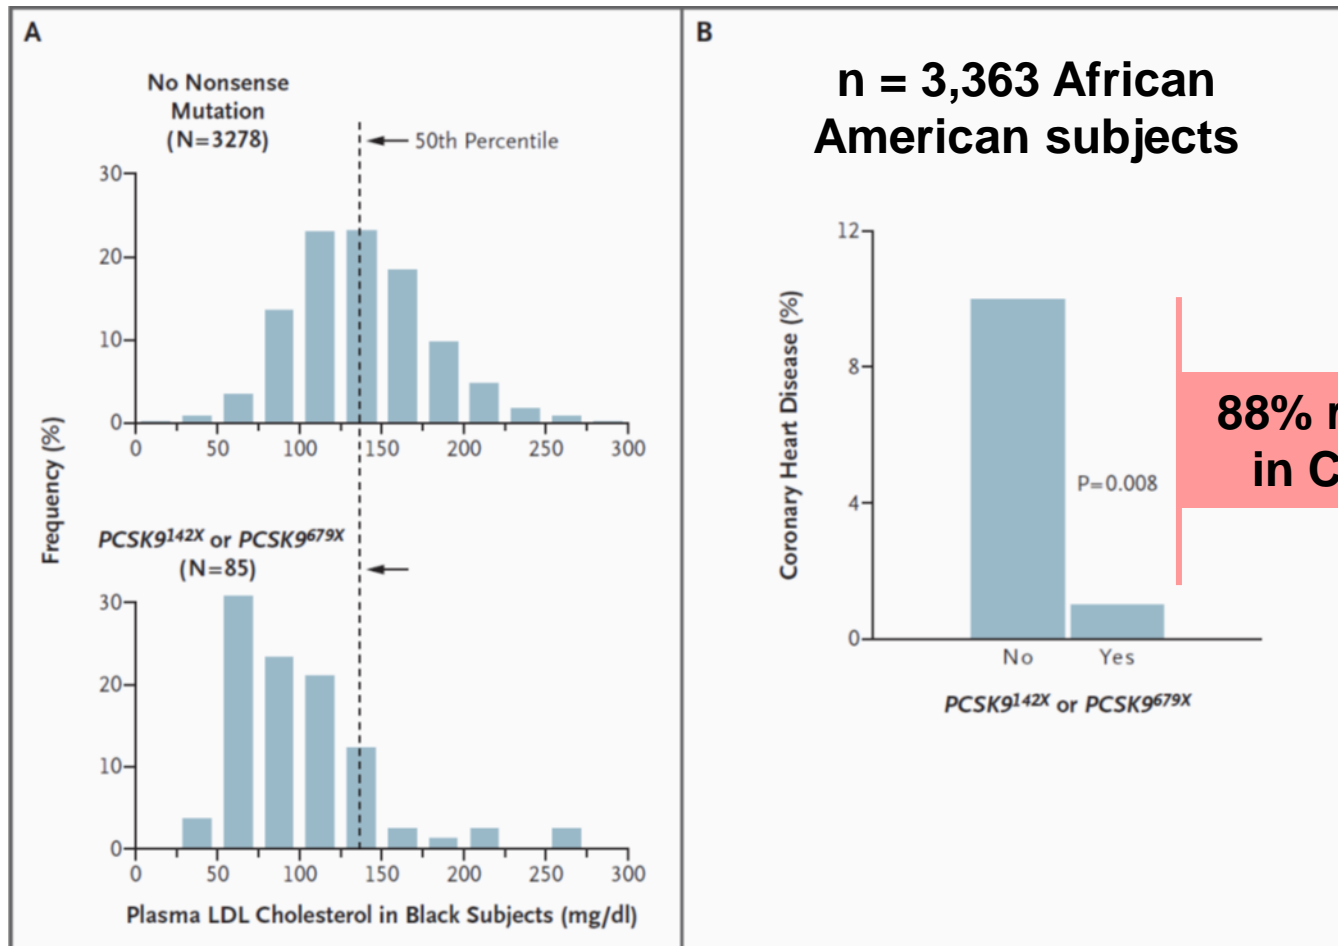 A
No Nonsense
Mutation
(N=3278)
50th Percentile
30
20
10
0
0 50 100 150 200 250 300
Frequency (%)
PCSK9142X or PCSK9679X
(N=85)
30
20
10
0
0 50 100 150 200 250 300
Plasma LDL Cholesterol in Black Subjects (mg/dl)
B
n = 3,363 African
American subjects
12
8
4
0
Coronary Heart Disease (%)
P=0.008
88%
in
No Yes
PCSK9142X or PCSK9679X